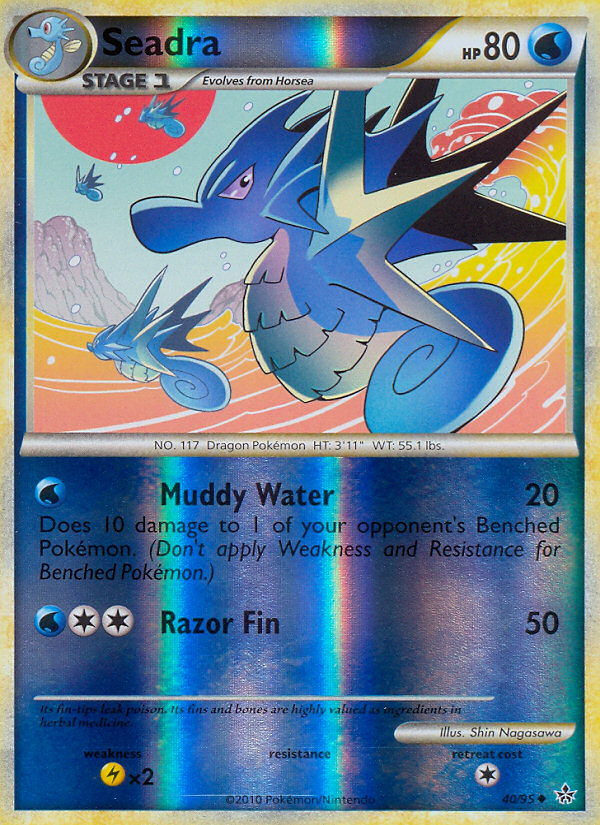 Seadra
HP 80
STAGE 1
Evolves from Horsea
NO. 117 Dragon Pokémon HT: 3'11" WT: 55.1 lbs.
Muddy Water 20
Does 10 damage to 1 of your opponent's Benched
Pokémon. (Don't apply Weakness and Resistance for
Benched Pokémon.)
Razor Fin 50
Its fin-tips leak poison. Its fins and bones are highly valued as ingredients in
herbal medicine.
Illus. Shin Nagasawa
weakness resistance retreat cost
×2
©2010 Pokémon/Nintendo 40/95